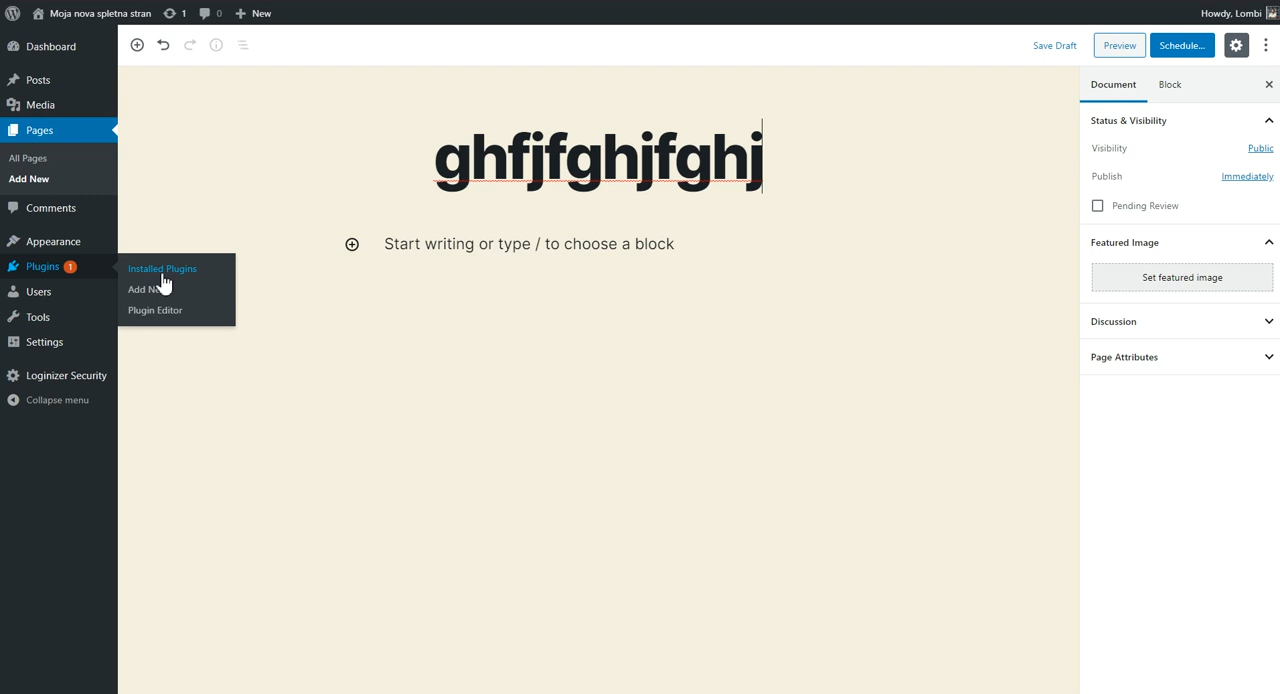 Moja nova spletna stran 1 0 New Howdy, Lombi
Dashboard
Posts
Media
Pages
All Pages
Add New
Comments
Appearance
Plugins 1
Users
Tools
Settings
Loginizer Security
Collapse menu
Installed Plugins
Add
Plugin Editor
Save Draft Preview Schedule...
ghfjfghjfghj
Start writing or type / to choose a block
Document Block
Status & Visibility
Visibility Public
Publish Immediately
Pending Review
Featured Image
Set featured image
Discussion
Page Attributes